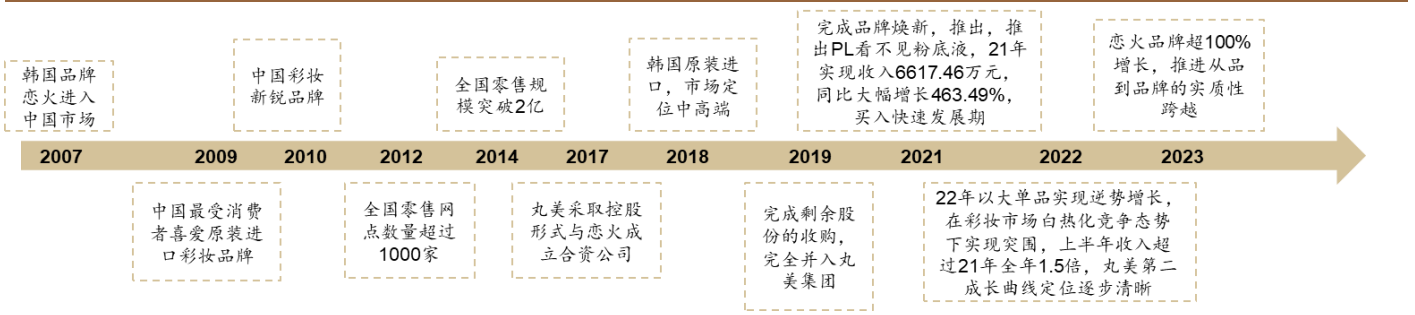 韩国品牌
恋火进入
中国市场
中国彩妆
新锐品牌
全国零售规
模突破2亿
韩国原装进
口，市场定
位中高端
完成品牌焕新，推出，推
出PL看不见粉底液，21年
实现收入6617.46万元，
同比大幅增长463.49%，
买入快速发展期
恋火品牌超100%
增长，推进从品
到品牌的实质性
跨越
2007 2009 2010 2012 2014 2017 2018 2019 2021 2022 2023
中国最受消费
者喜爱原装进
口彩妆品牌
全国零售网
点数量超过
1000家
丸美采取控股
形式与恋火成
立合资公司
完成剩余股
份的收购，
完全并入丸
美集团
22年以大单品实现逆势增长，
在彩妆市场白热化竞争态势
下实现突围，上半年收入超
过21年全年1.5倍，丸美第二
成长曲线定位逐步清晰